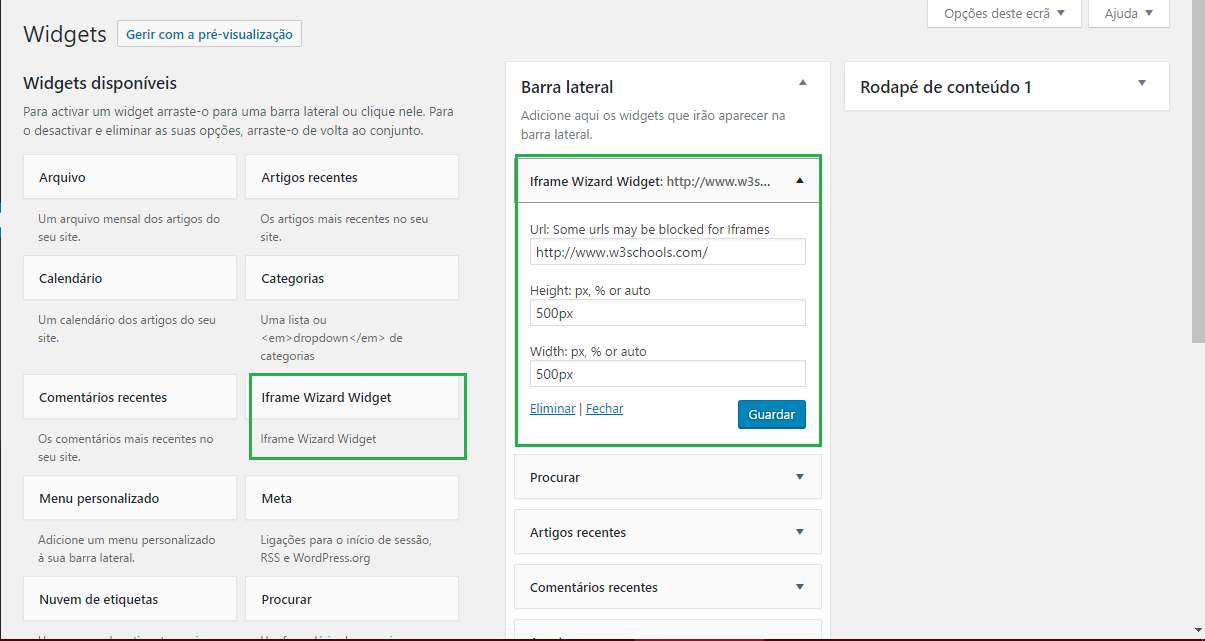 Opções deste ecrã
Ajuda
Widgets
Gerir com a pré-visualização
Widgets disponíveis
Para activar um widget arraste-o para uma barra lateral ou clique nele. Para
o desactivar e eliminar as suas opções, arraste-o de volta ao conjunto.
Arquivo
Um arquivo mensal dos artigos do
seu site.
Artigos recentes
Os artigos mais recentes no seu
site.
Calendário
Um calendário dos artigos do seu
site.
Categorias
Uma lista ou
<em>dropdown</em> de
categorias
Comentários recentes
Os comentários mais recentes no
seu site.
Iframe Wizard Widget
Iframe Wizard Widget
Menu personalizado
Adicione um menu personalizado
à sua barra lateral.
Meta
Ligações para o início de sessão,
RSS e WordPress.org
Nuvem de etiquetas
Procurar
Barra lateral
Adicione aqui os widgets que irão aparecer na
barra lateral.
Iframe Wizard Widget: http://www.w3s...
Url: Some urls may be blocked for Iframes
http://www.w3schools.com/
Height: px, % or auto
500px
Width: px, % or auto
500px
Eliminar | Fechar
Guardar
Procurar
Artigos recentes
Comentários recentes
Rodapé de conteúdo 1